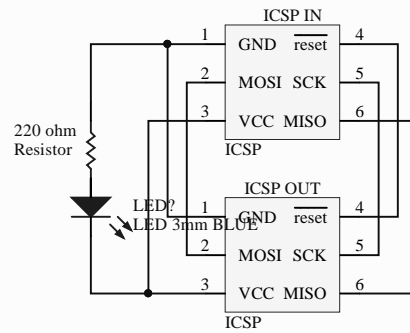 ICSP IN
1 GND reset 4
2 MOSI SCK 5
3 VCC MISO 6
ICSP
220 ohm
Resistor
ICSP OUT
LED?
LED 3mm BLUE
1 GND reset 4
2 MOSI SCK 5
3 VCC MISO 6
ICSP